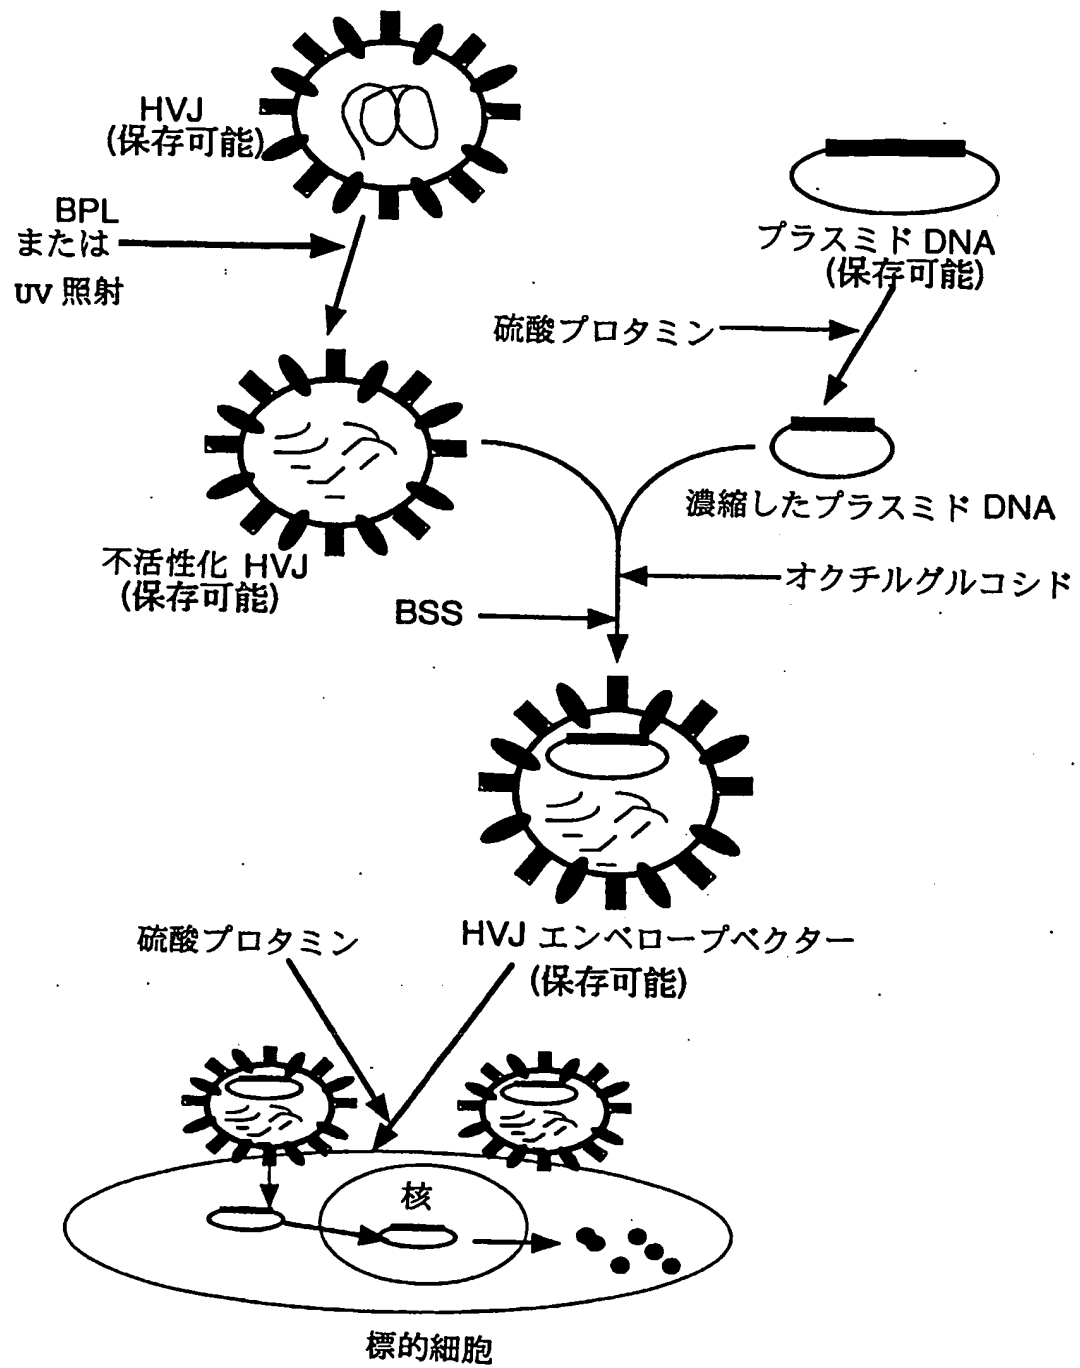 HVJ
(保存可能)
BPL
または
UV 照射
プラスミド DNA
(保存可能)
硫酸プロタミン
濃縮したプラスミド DNA
不活性化 HVJ
(保存可能)
オクチルグルコシド
BSS
HVJ エンベロープベクター
(保存可能)
硫酸プロタミン
核
標的細胞